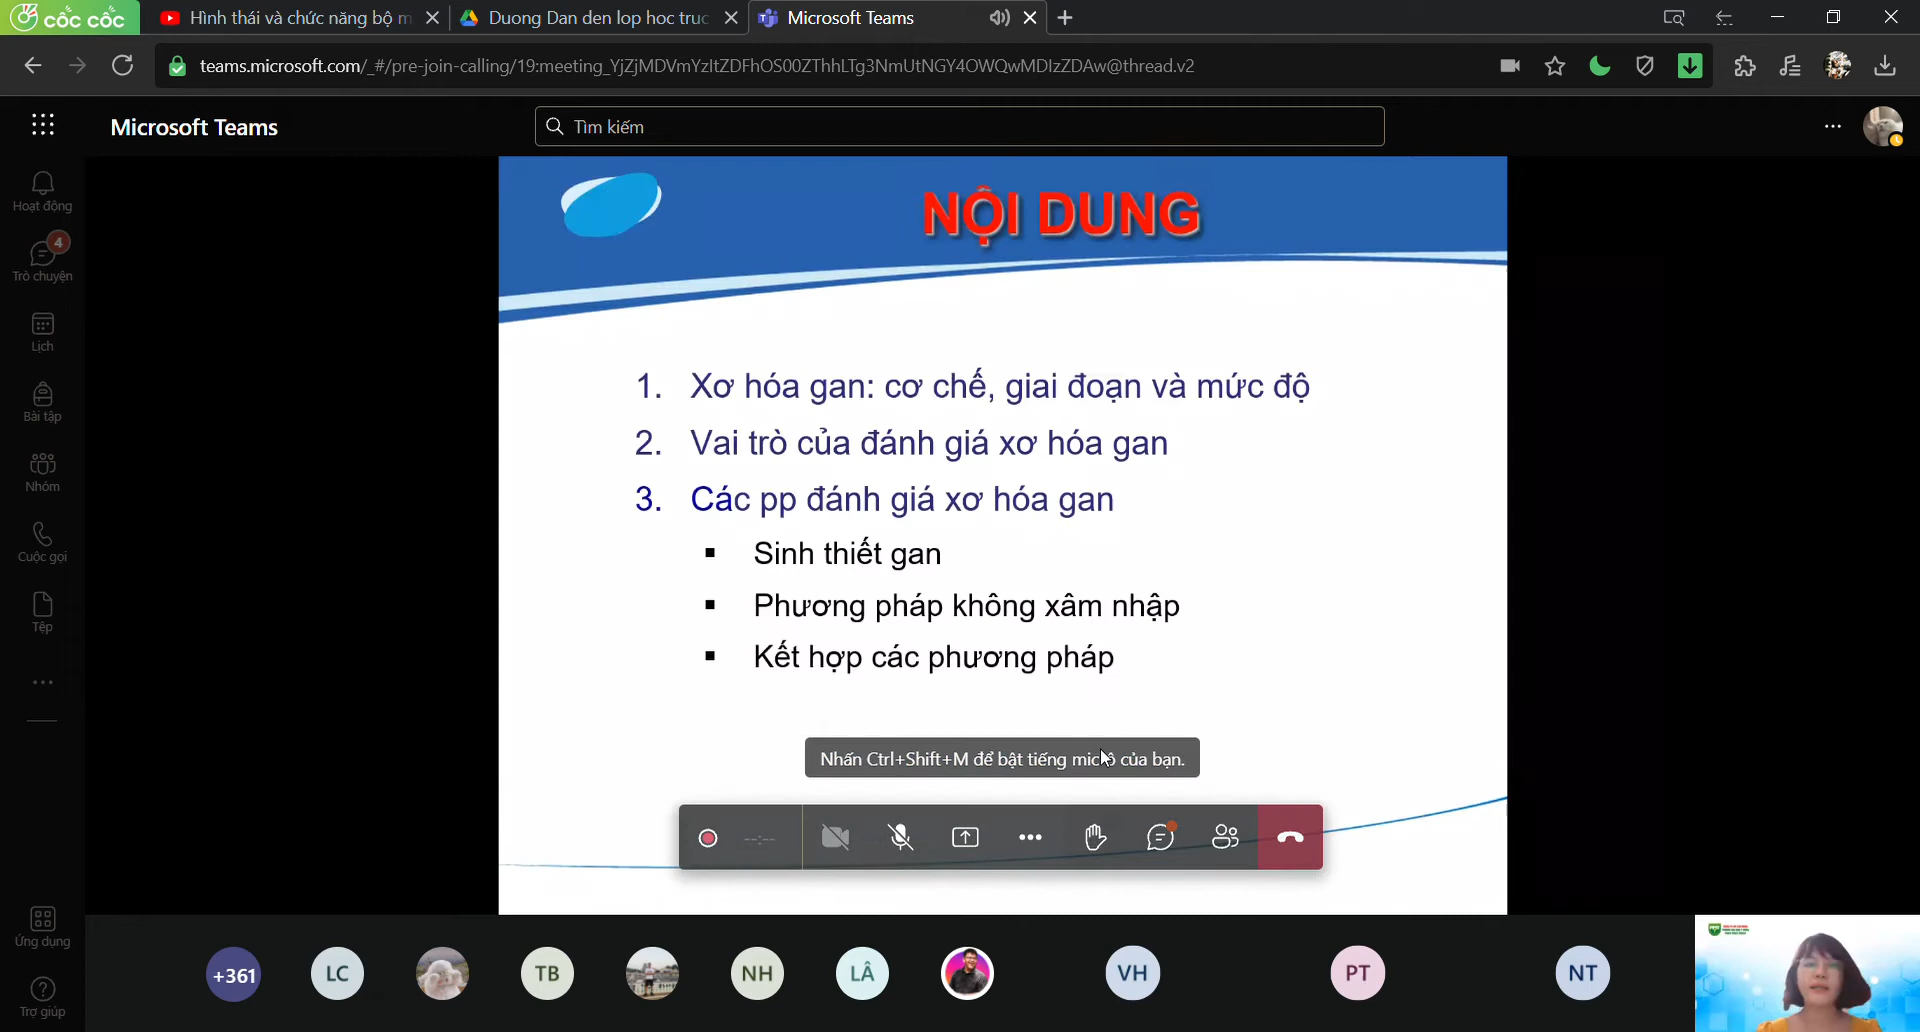 cốc cốc
Hình thái và chức năng bộ m
Duong Dan den lop hoc truc
Microsoft Teams
teams.microsoft.com/_#/pre-join-calling/19:meeting_YjZjMDVmYzItZDFhOS00ZThhLTg3NmUtNGY4OWQwMDIzZDAw@thread.v2
Microsoft Teams
Tìm kiếm
Hoạt động
4
Trò chuyện
Lịch
Bài tập
Nhóm
Cuộc gọi
Tệp
Ứng dụng
Trợ giúp
NỘI DUNG
1. Xơ hóa gan: cơ chế, giai đoạn và mức độ
2. Vai trò của đánh giá xơ hóa gan
3. Các pp đánh giá xơ hóa gan
▪ Sinh thiết gan
▪ Phương pháp không xâm nhập
▪ Kết hợp các phương pháp
Nhấn Ctrl+Shift+M để bật tiếng micrô của bạn.
--:--
+361
LC
TB
NH
LÂ
VH
PT
NT